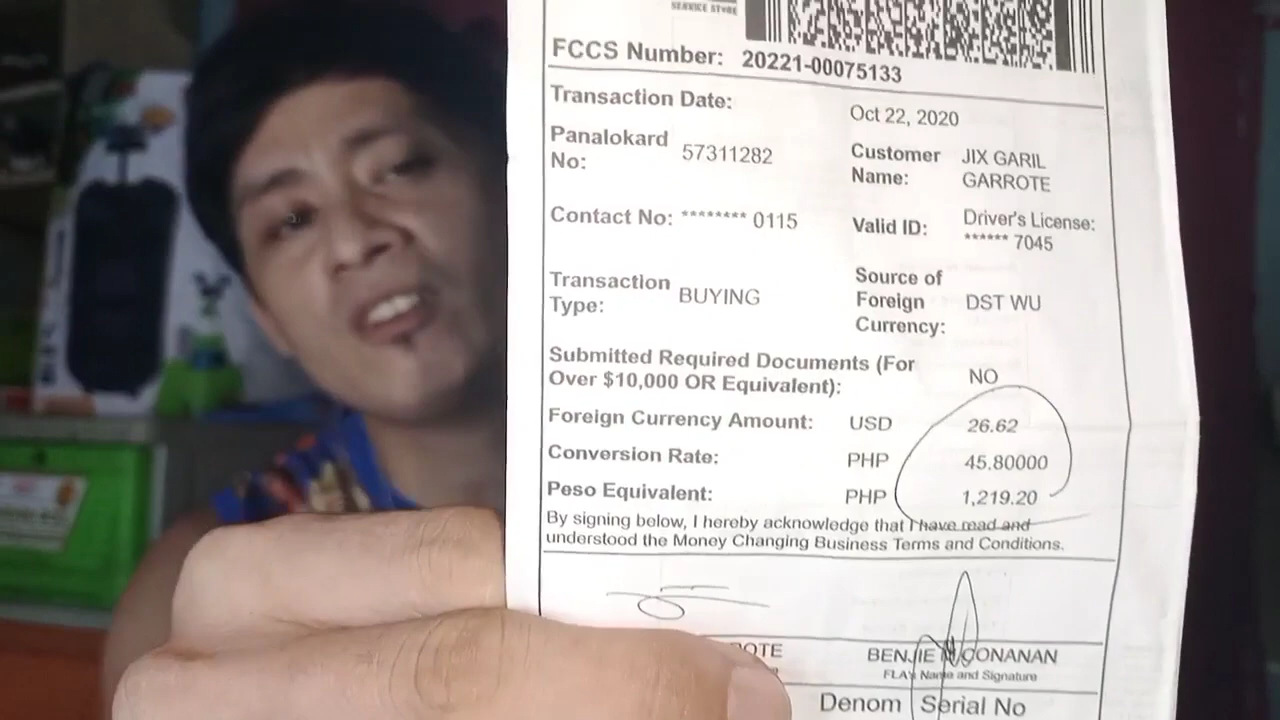 SERVICE STORE
FCCS Number: 20221-00075133
Transaction Date: Oct 22, 2020
Panalokard No: 57311282
Customer Name: JIX GARIL GARROTE
Contact No: ******** 0115
Valid ID: Driver's License: ****** 7045
Transaction Type: BUYING
Source of Foreign Currency: DST WU
Submitted Required Documents (For
Over $10,000 OR Equivalent): NO
Foreign Currency Amount: USD 26.62
Conversion Rate: PHP 45.80000
Peso Equivalent: PHP 1,219.20
By signing below, I hereby acknowledge that I have read and
understood the Money Changing Business Terms and Conditions.
BENJIE CONANAN
FLA's Name and Signature
Denom Serial No